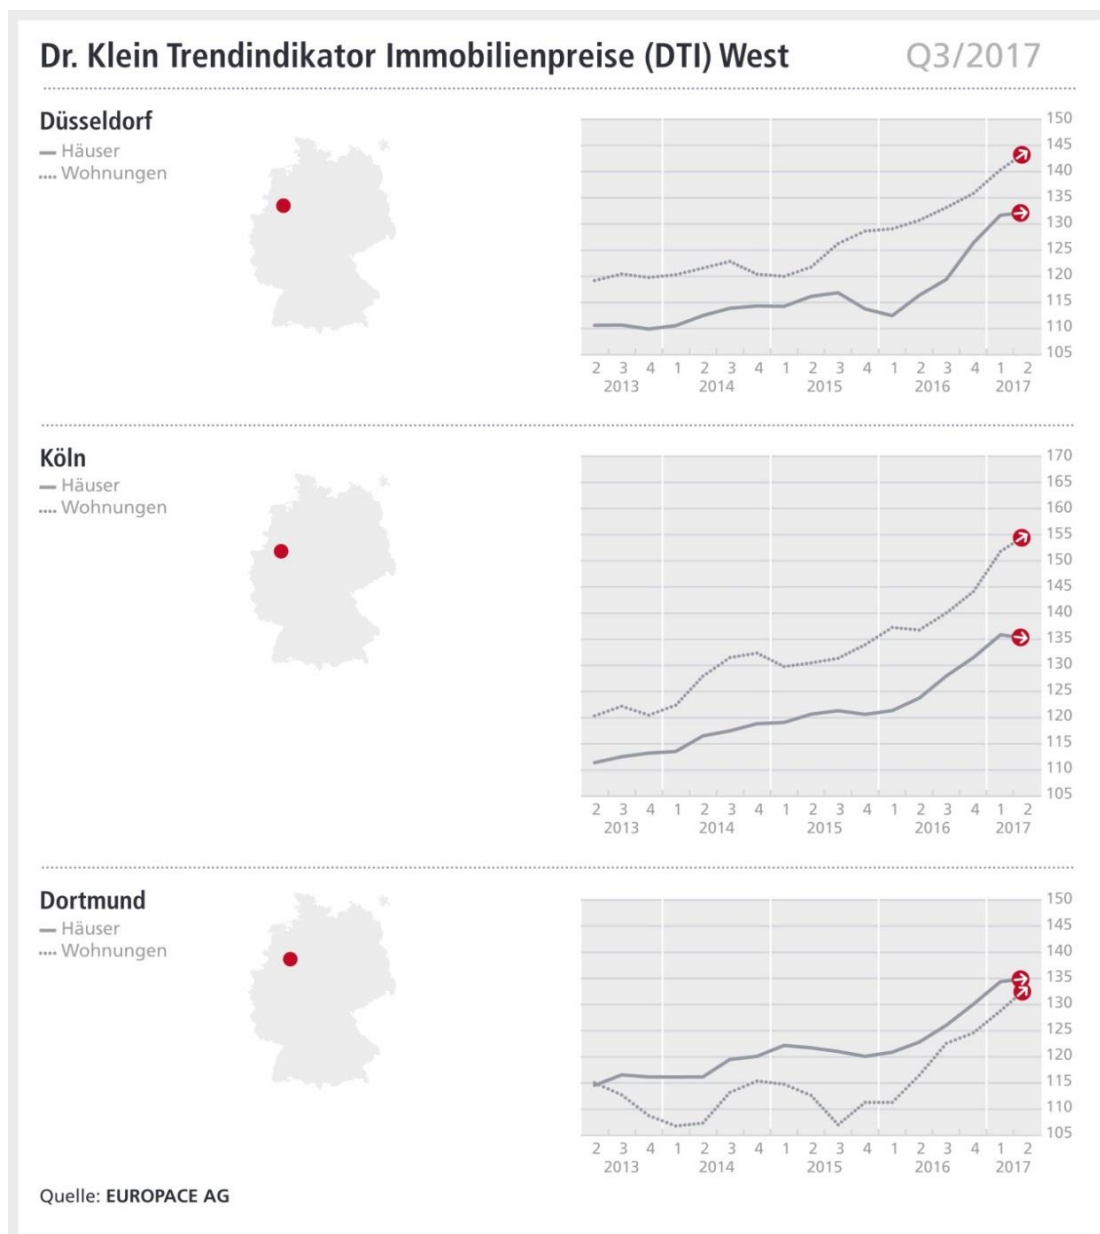 Dr. Klein Trendindikator Immobilienpreise (DTI) West Q3/2017
Düsseldorf
Häuser
Wohnungen
150
145
140
135
130
125
120
115
110
105
2 3 4 1 2 3 4 1 2 3 4 1 2 3 4 1 2
2013 2014 2015 2016 2017
Köln
Häuser
Wohnungen
170
165
160
155
150
145
140
135
130
125
120
115
110
105
2 3 4 1 2 3 4 1 2 3 4 1 2 3 4 1 2
2013 2014 2015 2016 2017
Dortmund
Häuser
Wohnungen
150
145
140
135
130
125
120
115
110
105
2 3 4 1 2 3 4 1 2 3 4 1 2 3 4 1 2
2013 2014 2015 2016 2017
Quelle: EUROPACE AG